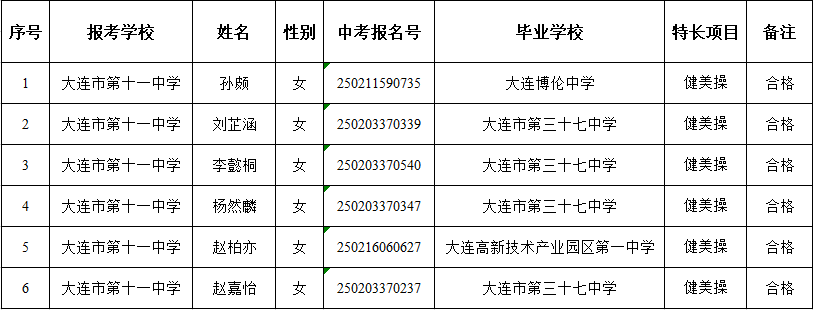 序号 报考学校 姓名 性别 中考报名号 毕业学校 特长项目 备注
1 大连市第十一中学 孙颇 女 250211590735 大连博伦中学 健美操 合格
2 大连市第十一中学 刘芷涵 女 250203370339 大连市第三十七中学 健美操 合格
3 大连市第十一中学 李懿桐 女 250203370540 大连市第三十七中学 健美操 合格
4 大连市第十一中学 杨然麟 女 250203370347 大连市第三十七中学 健美操 合格
5 大连市第十一中学 赵柏亦 女 250216060627 大连高新技术产业园区第一中学 健美操 合格
6 大连市第十一中学 赵嘉怡 女 250203370237 大连市第三十七中学 健美操 合格